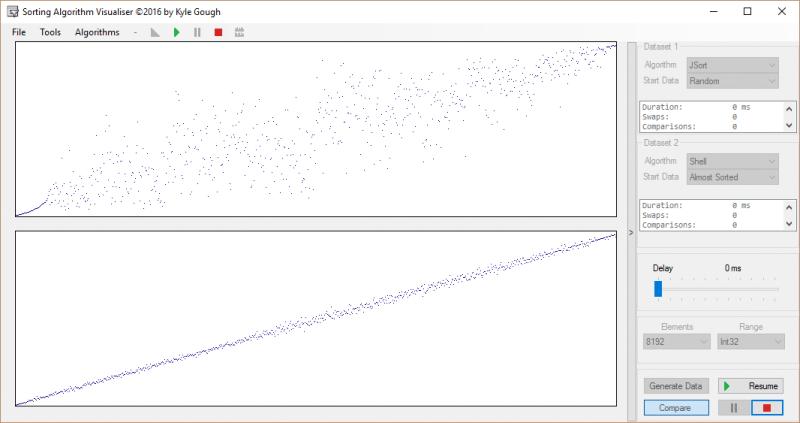 Sorting Algorithm Visualiser ©2016 by Kyle Gough
File Tools Algorithms -
Dataset 1
Algorithm JSort
Start Data Random
Duration: 0 ms
Swaps: 0
Comparisons: 0
Dataset 2
Algorithm Shell
Start Data Almost Sorted
Duration: 0 ms
Swaps: 0
Comparisons: 0
>
Delay 0 ms
Elements Range
8192 Int32
Generate Data Resume
Compare